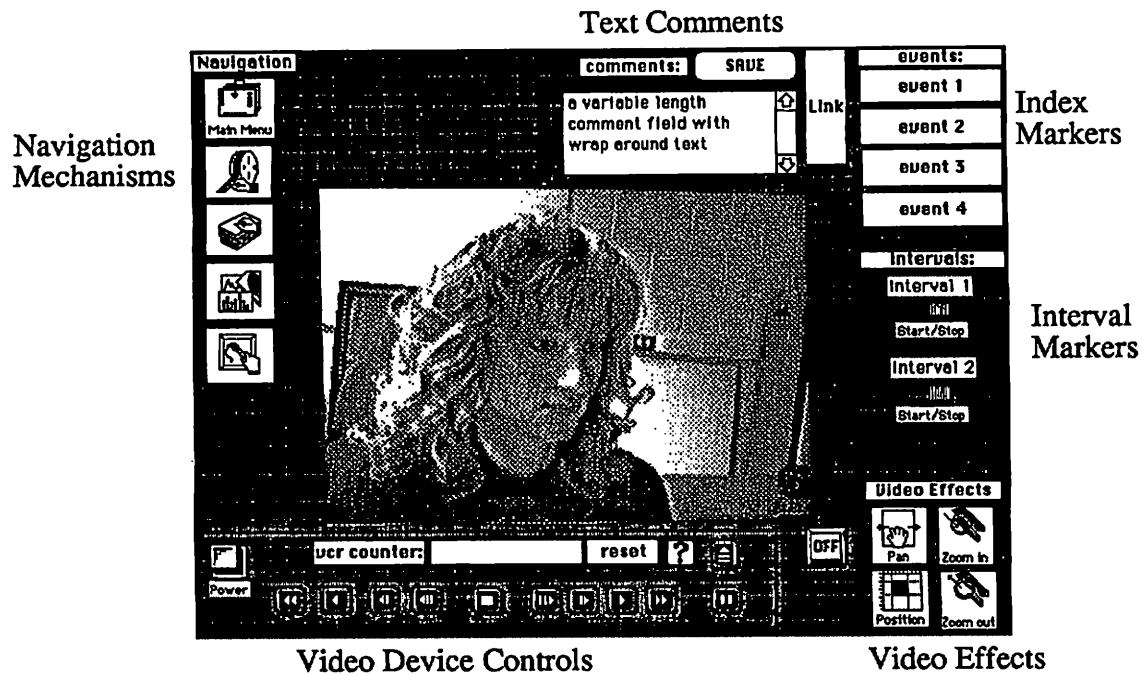 Text Comments
Navigation
comments:
SAVE
events:
Main Menu
a variable length
comment field with
wrap around text
Link
event 1
event 2
event 3
event 4
Index
Markers
Navigation
Mechanisms
Intervals:
Interval 1
Start/Stop
Interval 2
Start/Stop
Interval
Markers
Video Effects
Pan
Zoom in
Position
Zoom out
vcr counter:
reset
?
OFF
Power
Video Device Controls
Video Effects